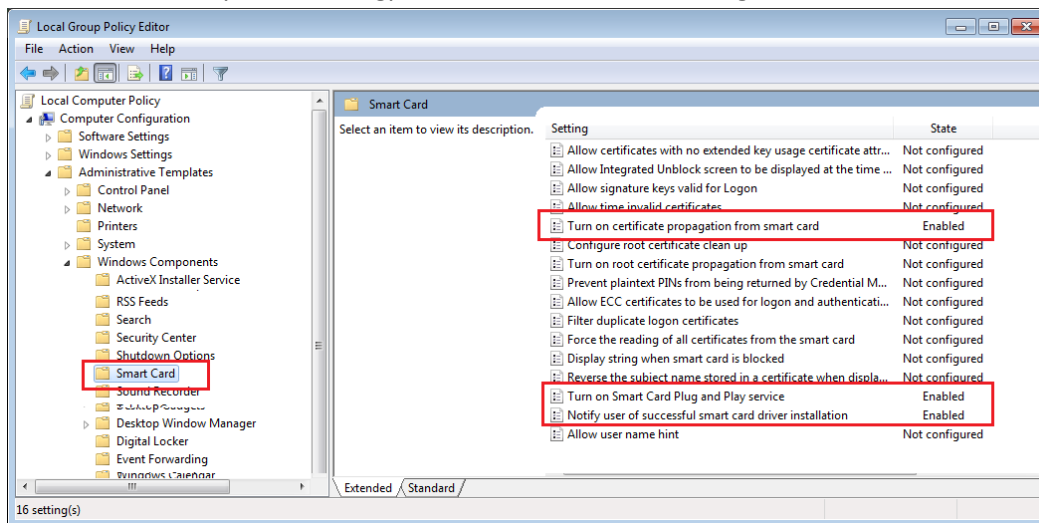 Local Group Policy Editor
File Action View Help
Local Computer Policy
Computer Configuration
Software Settings
Windows Settings
Administrative Templates
Control Panel
Network
Printers
System
Windows Components
ActiveX Installer Service
RSS Feeds
Search
Security Center
Shutdown Options
Smart Card
Sound Recorder
Desktop Window Manager
Digital Locker
Event Forwarding
Smart Card
Select an item to view its description.
Setting State
Allow certificates with no extended key usage certificate attr... Not configured
Allow Integrated Unblock screen to be displayed at the time ... Not configured
Allow signature keys valid for Logon Not configured
Allow time invalid certificates Not configured
Turn on certificate propagation from smart card Enabled
Configure root certificate clean up Not configured
Turn on root certificate propagation from smart card Not configured
Prevent plaintext PINs from being returned by Credential M... Not configured
Allow ECC certificates to be used for logon and authenticati... Not configured
Filter duplicate logon certificates Not configured
Force the reading of all certificates from the smart card Not configured
Display string when smart card is blocked Not configured
Reverse the subject name stored in a certificate when displa... Not configured
Turn on Smart Card Plug and Play service Enabled
Notify user of successful smart card driver installation Enabled
Allow user name hint Not configured
Extended Standard
16 setting(s)